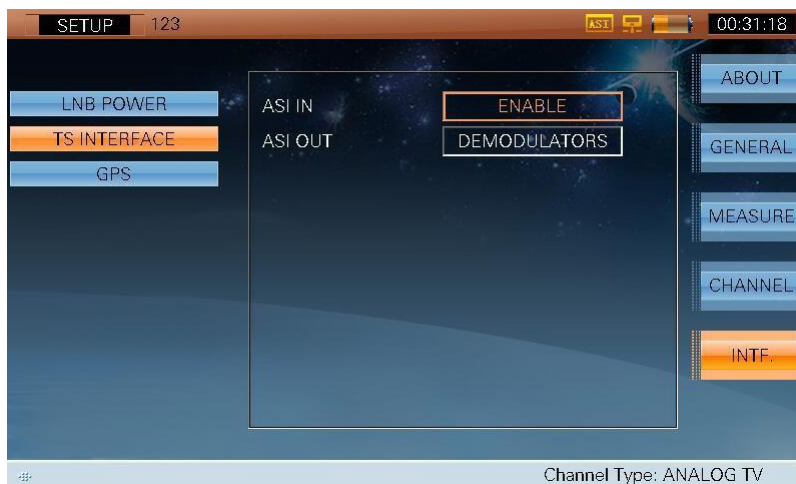 SETUP 123 ASI 00:31:18
ABOUT
LNB POWER
ASI IN ENABLE
TS INTERFACE
ASI OUT DEMODULATORS
GENERAL
GPS
MEASURE
CHANNEL
INTF.
Channel Type: ANALOG TV